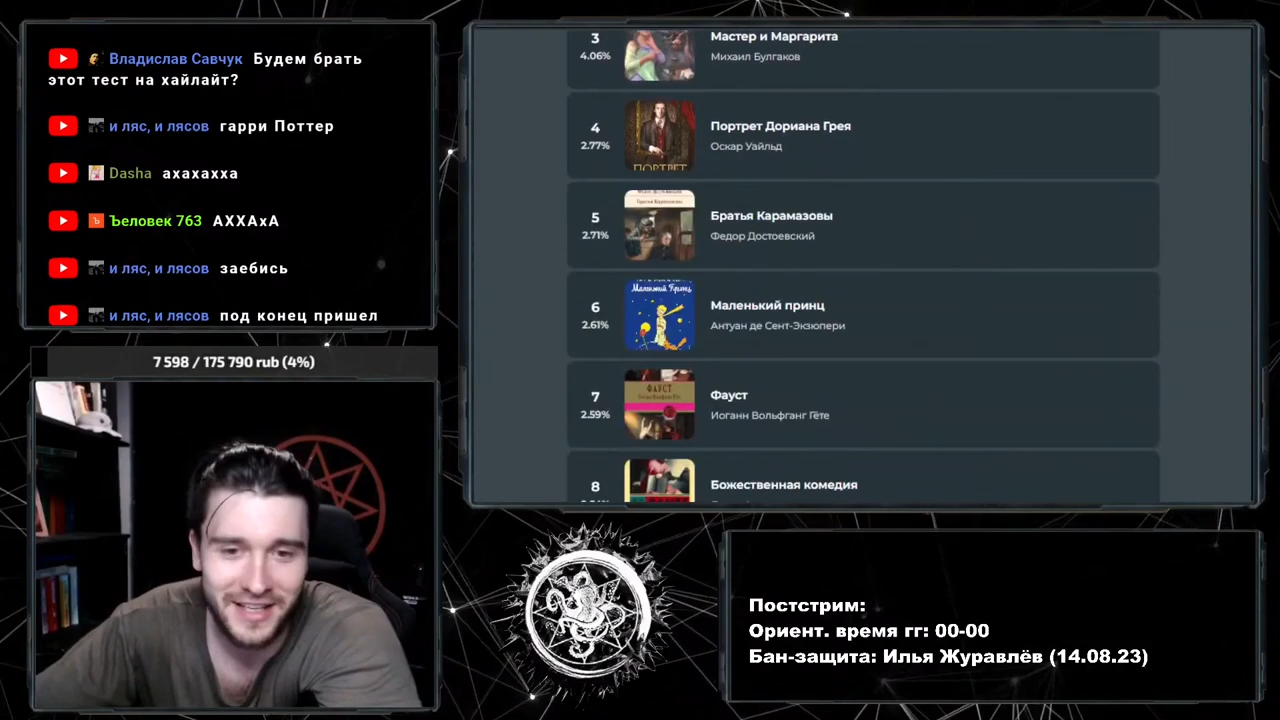 Владислав Савчук Будем брать
этот тест на хайлайт?
и ляс, и лясов гарри Поттер
Dasha ахахахха
Ъ Ъеловек 763 АХХАхА
и ляс, и лясов заебись
и ляс, и лясов под конец пришел
7 598 / 175 790 rub (4%)
3
4.06%
Мастер и Маргарита
Михаил Булгаков
4
2.77%
ПОРТРЕТ
Портрет Дориана Грея
Оскар Уайльд
5
2.71%
Братья Карамазовы
Федор Достоевский
6
2.61%
Маленький Принц
Маленький принц
Антуан де Сент-Экзюпери
7
2.59%
ФАУСТ
Фауст
Иоганн Вольфганг Гёте
8
Божественная комедия
Постстрим:
Ориент. время гг: 00-00
Бан-защита: Илья Журавлёв (14.08.23)